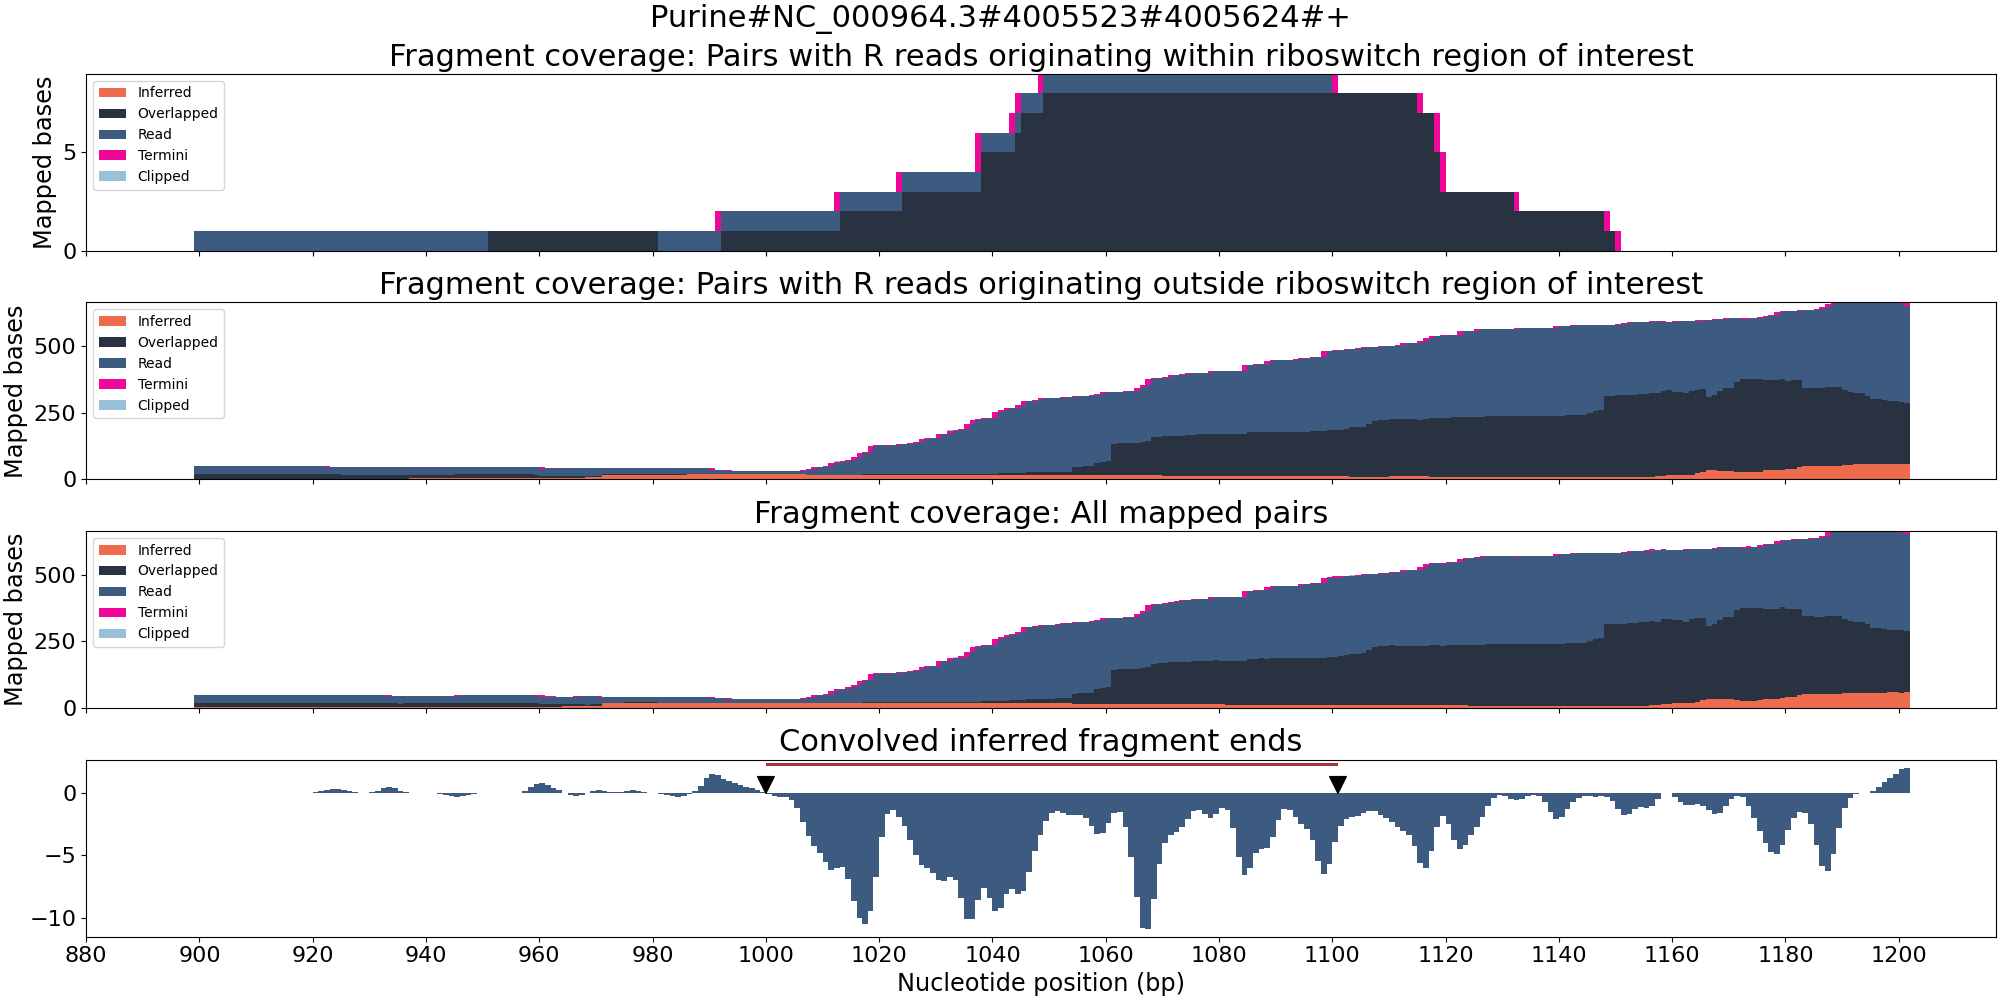 Purine#NC_000964.3#4005523#4005624#+
Fragment coverage: Pairs with R reads originating within riboswitch region of interest
Mapped bases
5
0
Inferred
Overlapped
Read
Termini
Clipped
Fragment coverage: Pairs with R reads originating outside riboswitch region of interest
Mapped bases
500
250
0
Inferred
Overlapped
Read
Termini
Clipped
Fragment coverage: All mapped pairs
Mapped bases
500
250
0
Inferred
Overlapped
Read
Termini
Clipped
Convolved inferred fragment ends
0
−5
−10
880 900 920 940 960 980 1000 1020 1040 1060 1080 1100 1120 1140 1160 1180 1200
Nucleotide position (bp)